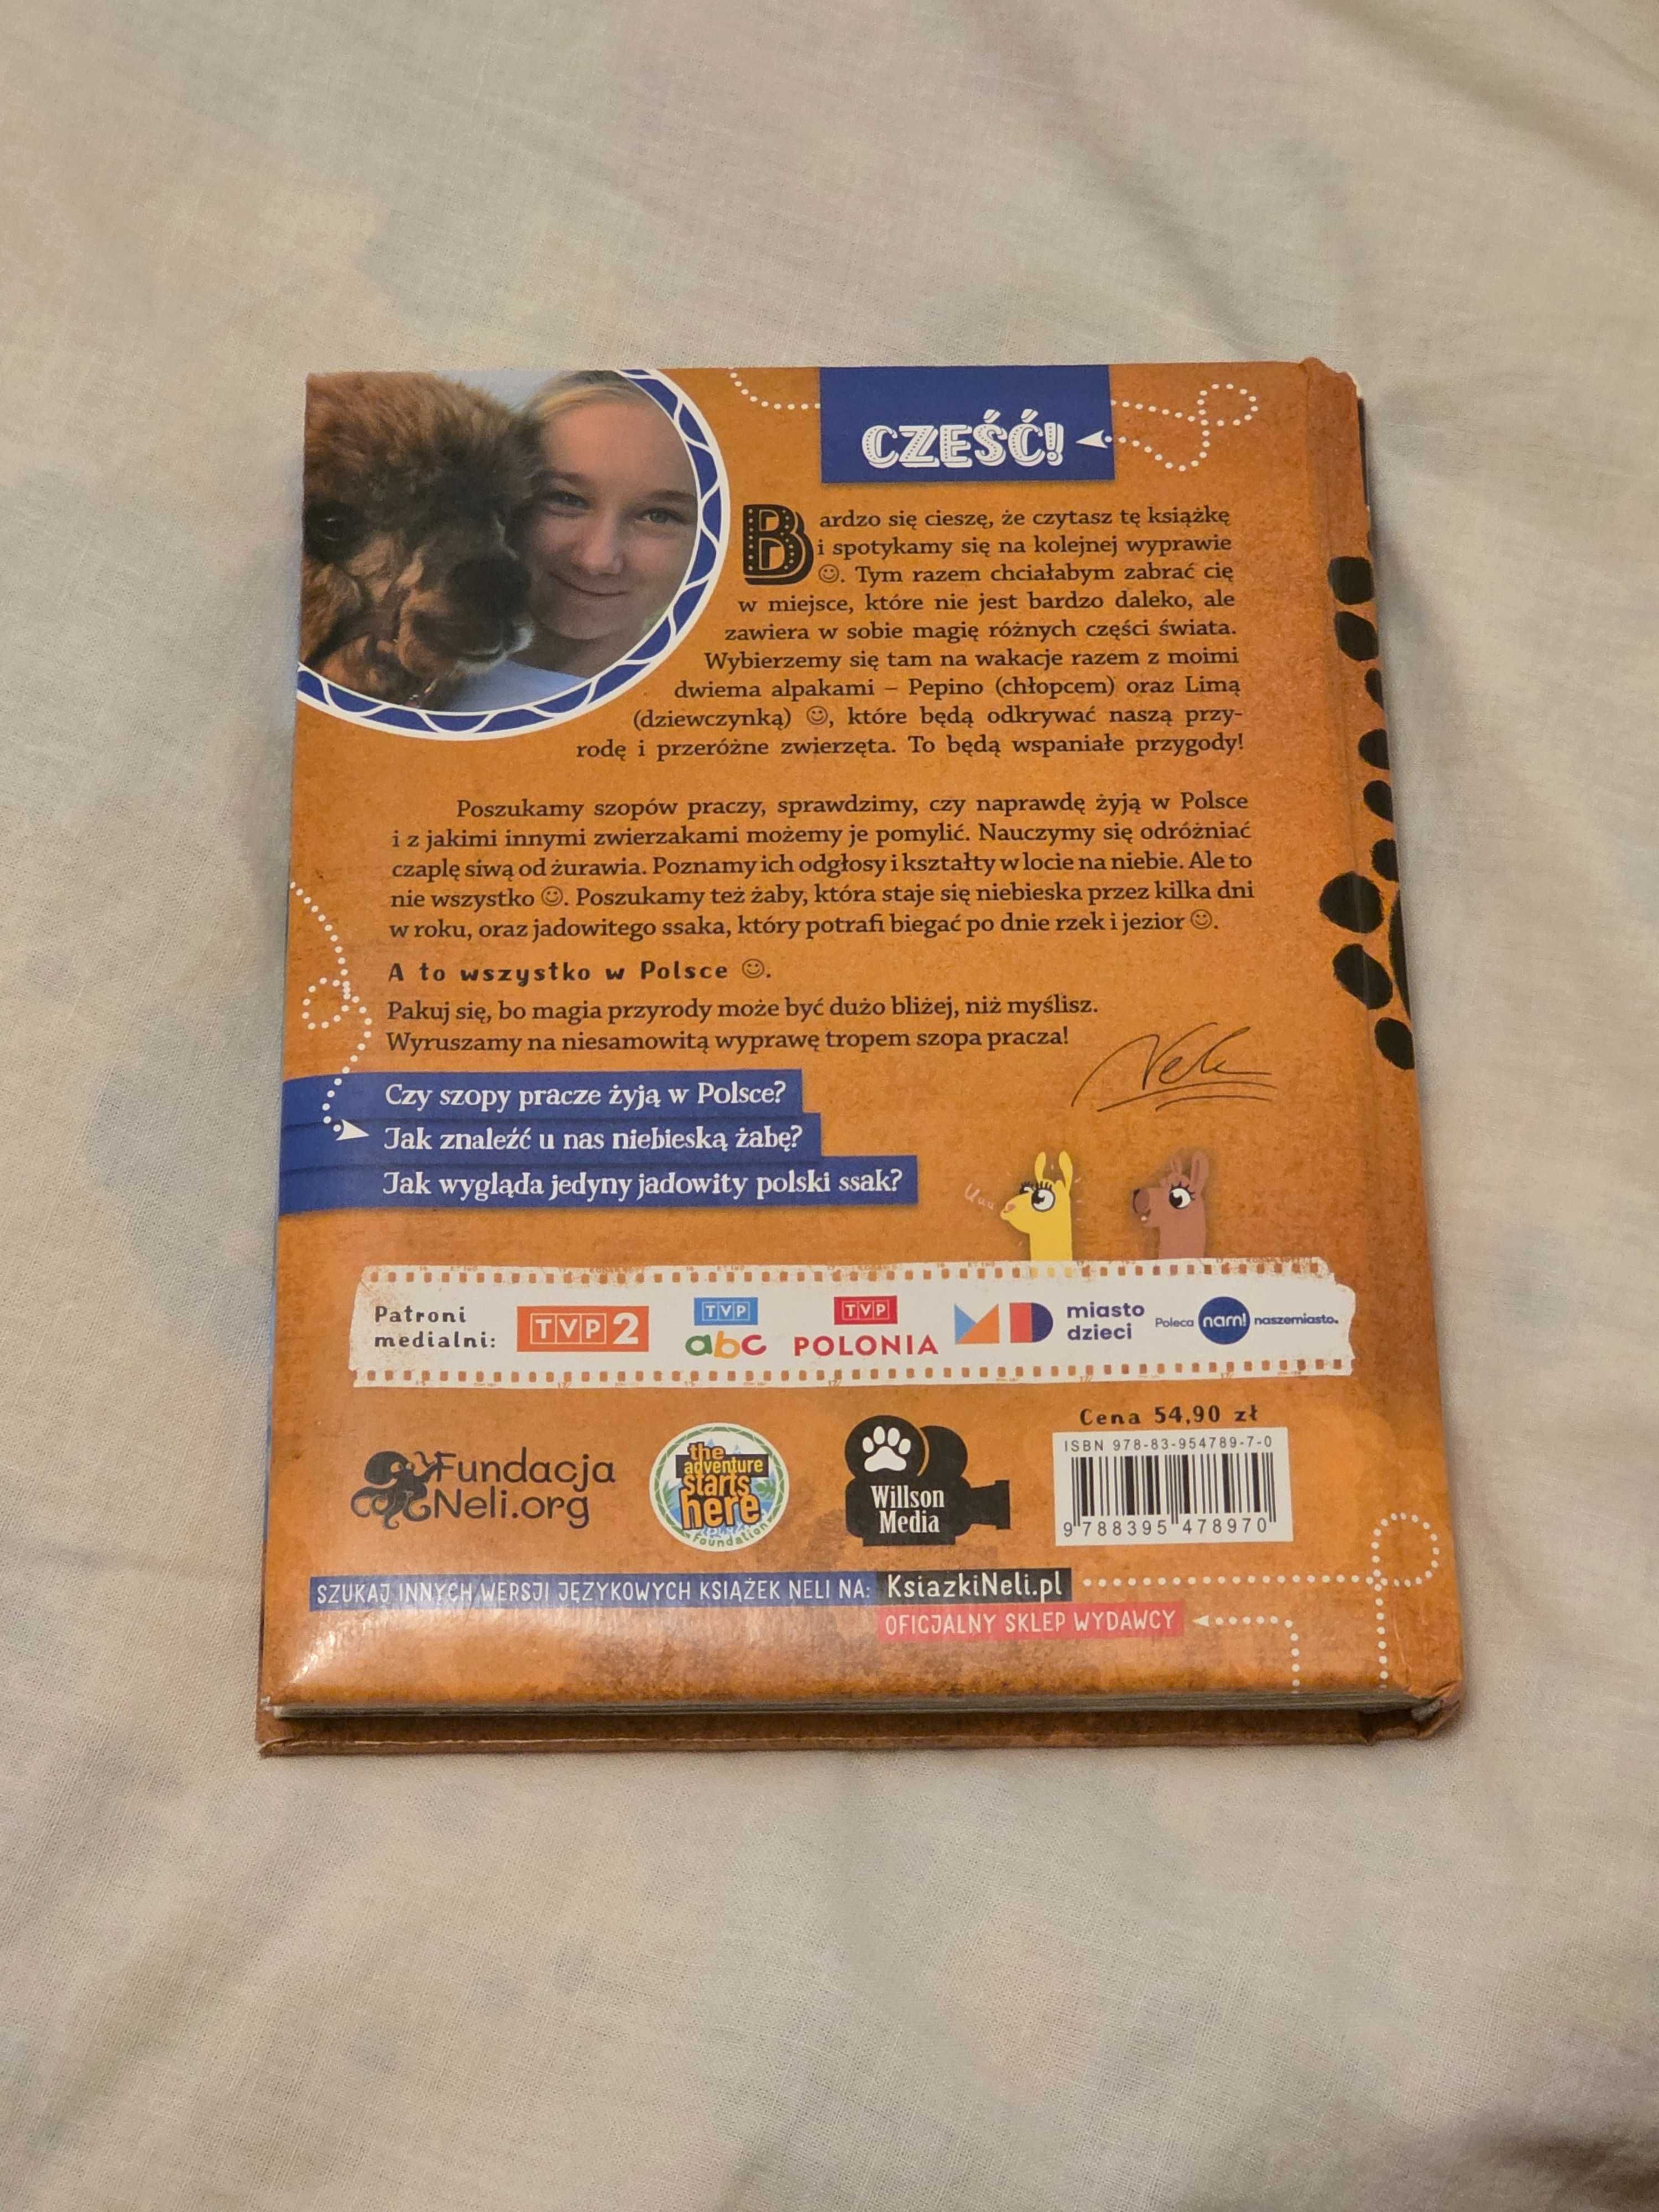 CZEŚĆ!
Bardzo się cieszę, że czytasz tę książkę
i spotykamy się na kolejnej wyprawie
☺. Tym razem chciałabym zabrać cię
w miejsce, które nie jest bardzo daleko, ale
zawiera w sobie magię różnych części świata.
Wybierzemy się tam na wakacje razem z moimi
dwiema alpakami – Pepino (chłopcem) oraz Limą
(dziewczynką) ☺, które będą odkrywać naszą przy-
rodę i przeróżne zwierzęta. To będą wspaniałe przygody!
Poszukamy szopów praczy, sprawdzimy, czy naprawdę żyją w Polsce
i z jakimi innymi zwierzakami możemy je pomylić. Nauczymy się odróżniać
czaplę siwą od żurawia. Poznamy ich odgłosy i kształty w locie na niebie. Ale to
nie wszystko ☺. Poszukamy też żaby, która staje się niebieska przez kilka dni
w roku, oraz jadowitego ssaka, który potrafi biegać po dnie rzek i jezior ☺.
A to wszystko w Polsce ☺.
Pakuj się, bo magia przyrody może być dużo bliżej, niż myślisz.
Wyruszamy na niesamowitą wyprawę tropem szopa pracza!
Nela
Czy szopy pracze żyją w Polsce?
Jak znaleźć u nas niebieską żabę?
Jak wygląda jedyny jadowity polski ssak?
Patroni
medialni:
TVP2
TVP
abc
TVP
POLONIA
miasto
dzieci
Poleca nam! naszemiasto.
Cena 54,90 zł
ISBN 978-83-954789-7-0
9 788395 478970
Fundacja
Neli.org
the
adventure
starts
here
foundation
Willson
Media
SZUKAJ INNYCH WERSJI JĘZYKOWYCH KSIĄŻEK NELI NA: KsiazkiNeli.pl
OFICJALNY SKLEP WYDAWCY